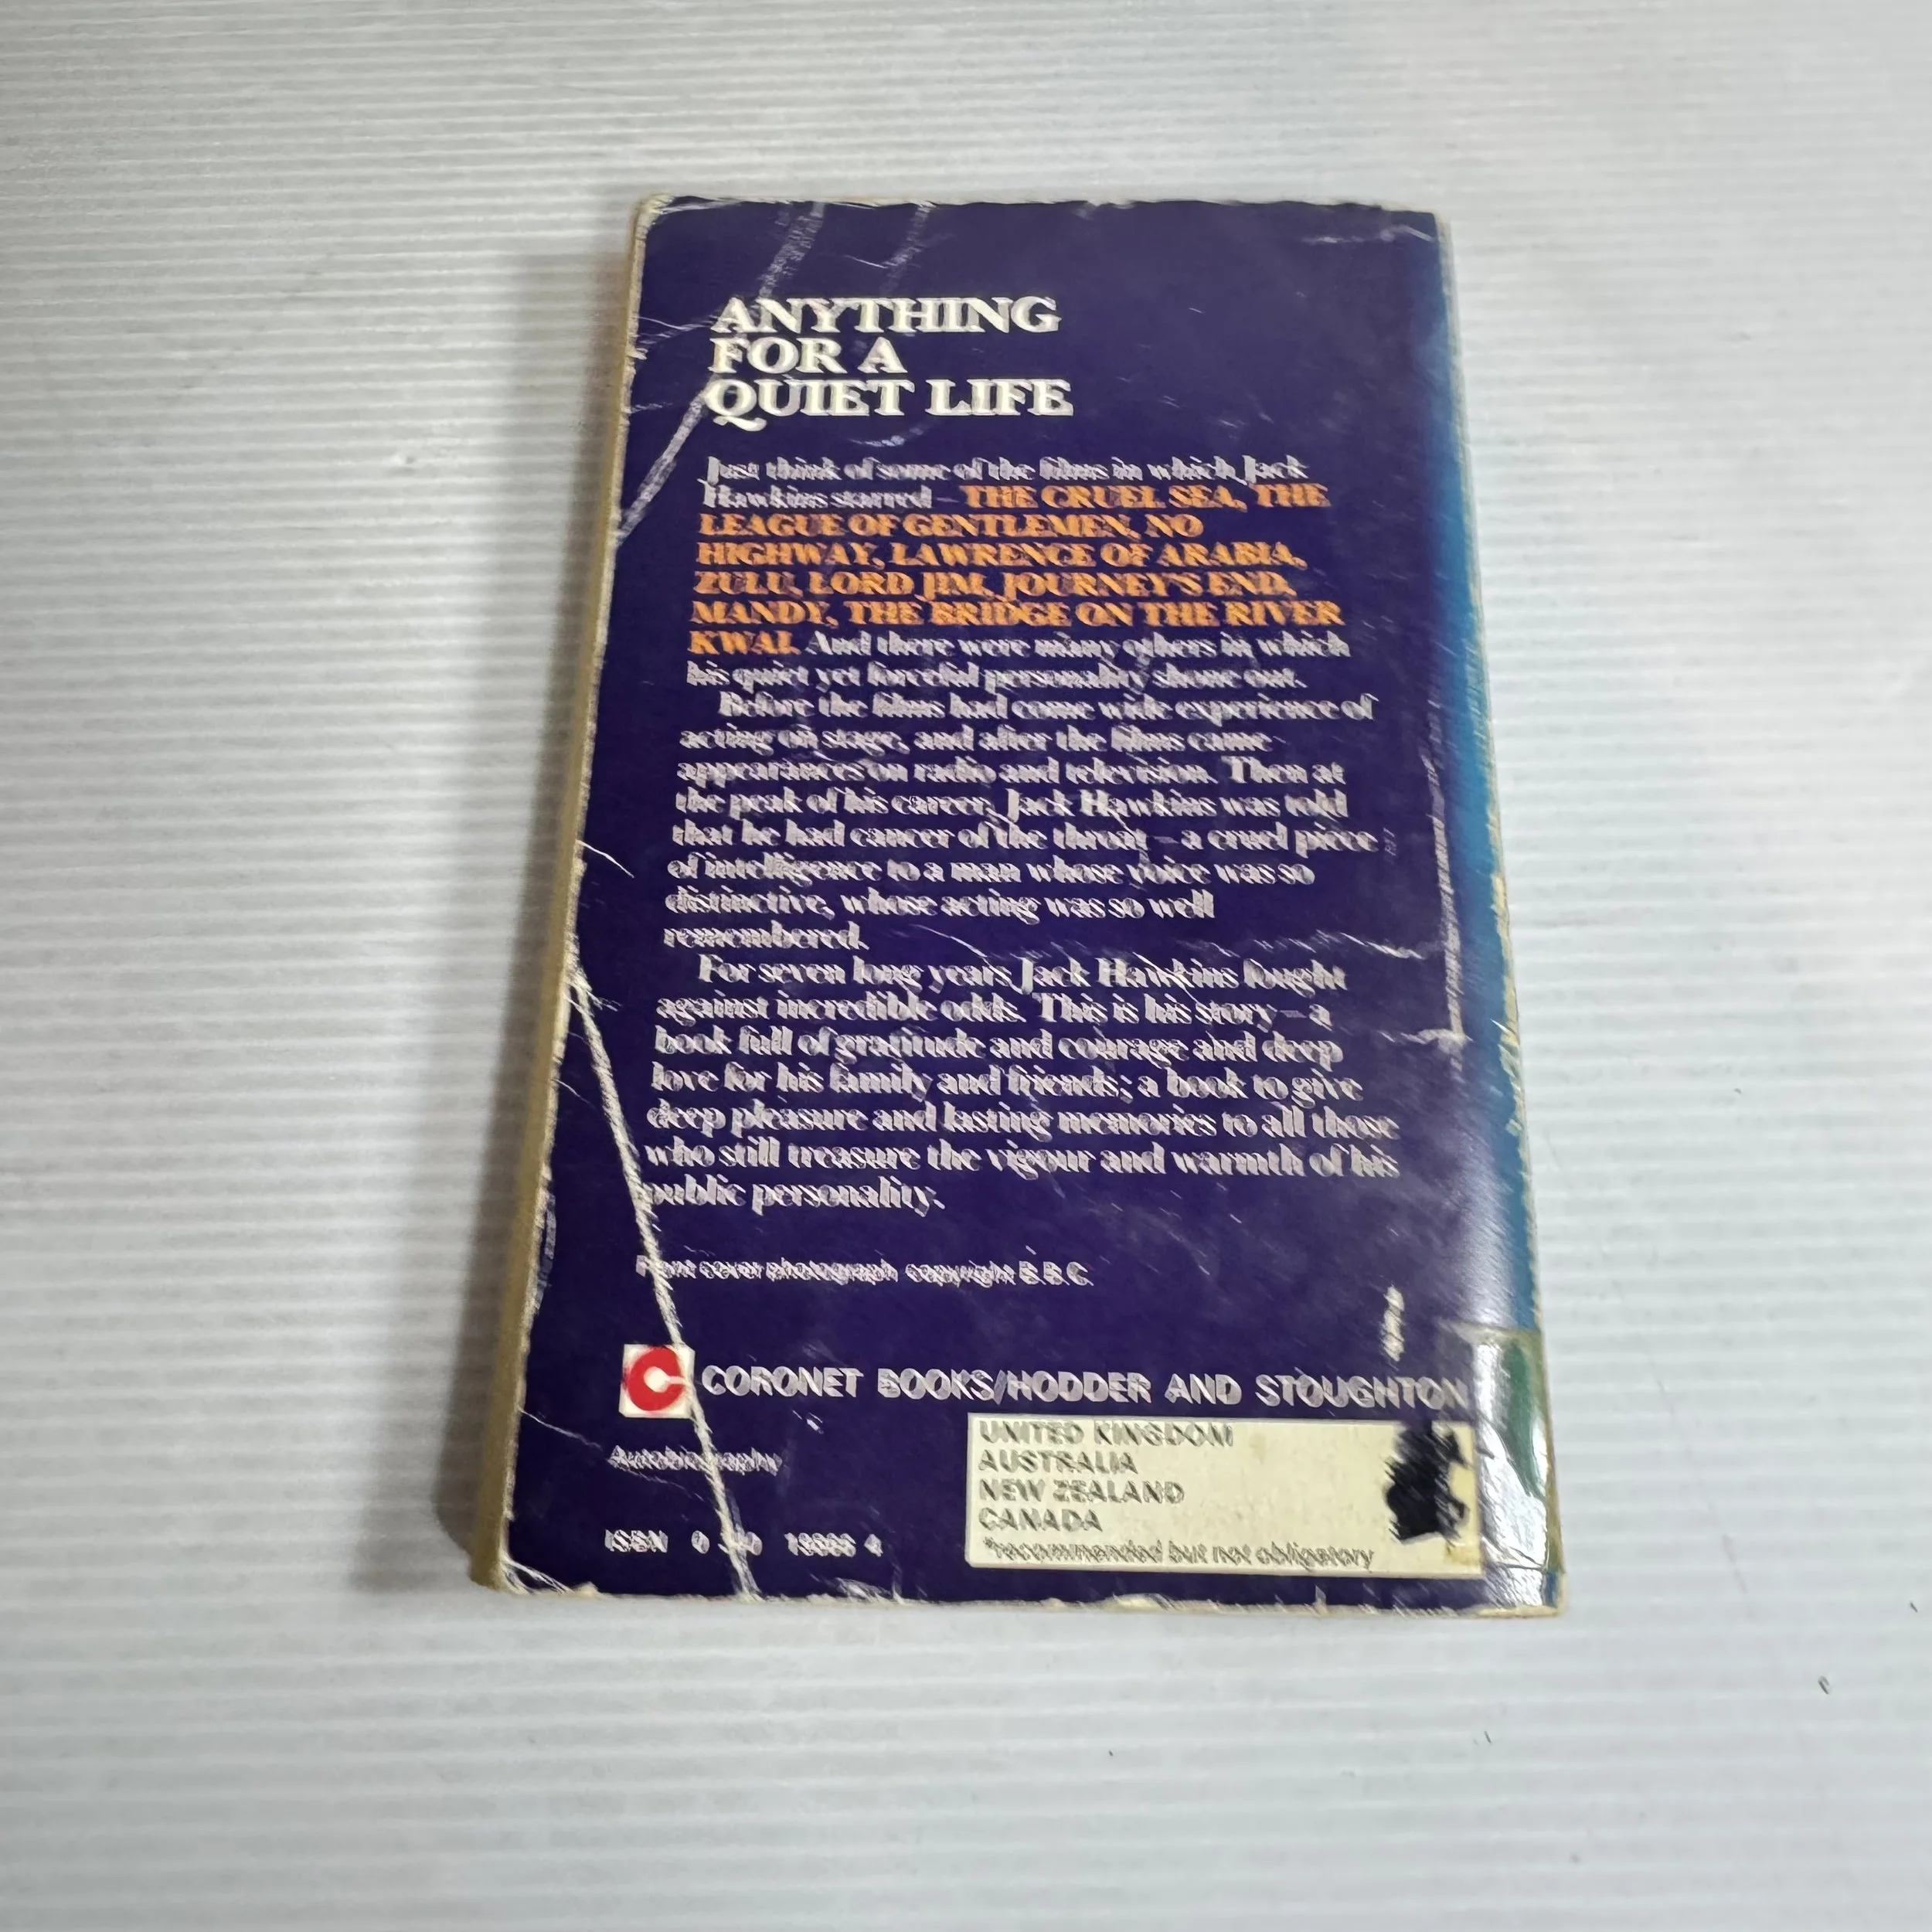 ANYTHING
FOR A
QUIET LIFE
Just think of some of the films in which Jack
Hawkins starred – THE CRUEL SEA, THE
LEAGUE OF GENTLEMEN, NO
HIGHWAY, LAWRENCE OF ARABIA,
ZULU, LORD JIM, JOURNEY'S END,
MANDY, THE BRIDGE ON THE RIVER
KWAI. And there were many others in which
his quiet yet forceful personality shone out.
Before the films had come wide experience of
acting on stage, and after the films came
appearances on radio and television. Then at
the peak of his career, Jack Hawkins was told
that he had cancer of the throat – a cruel piece
of intelligence to a man whose voice was so
distinctive, whose acting was so well
remembered.
For seven long years Jack Hawkins fought
against incredible odds. This is his story – a
book full of gratitude and courage and deep
love for his family and friends; a book to give
deep pleasure and lasting memories to all those
who still treasure the vigour and warmth of his
public personality.
Front cover photograph copyright B.B.C.
C CORONET BOOKS/HODDER AND STOUGHTON
UNITED KINGDOM
AUSTRALIA
NEW ZEALAND
CANADA
*recommended but not obligatory
Autobiography
ISBN 0